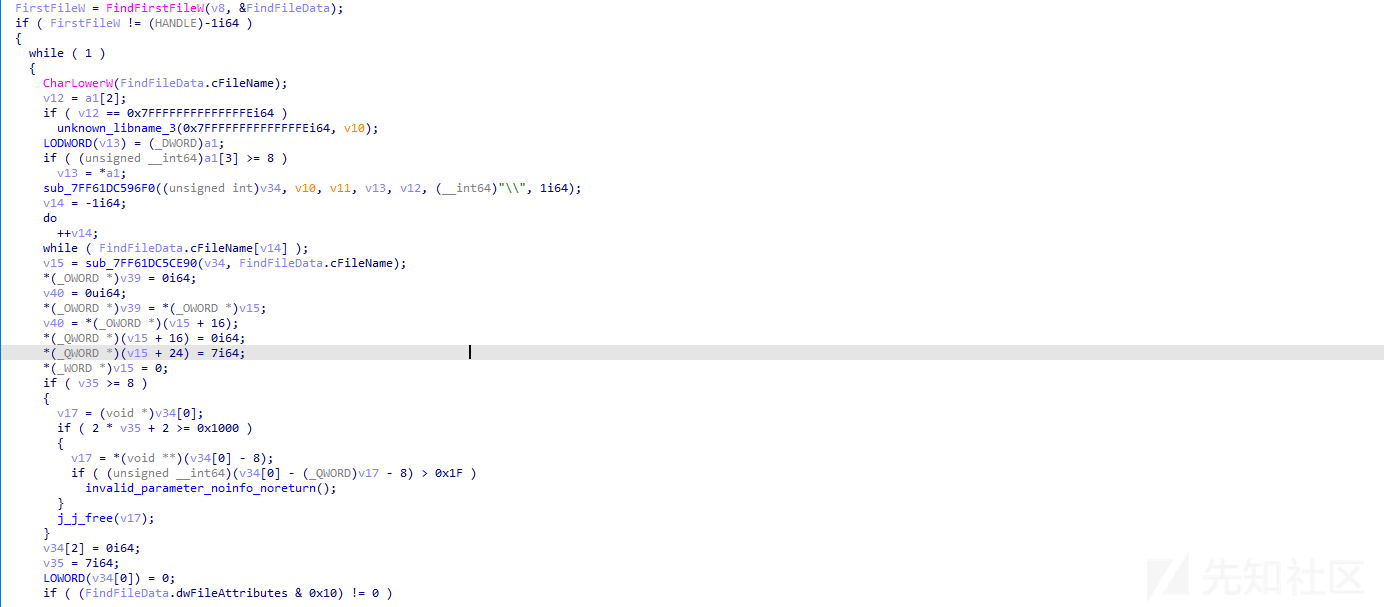 FirstFileW = FindFirstFileW(v8, &FindFileData);
if ( FirstFileW != (HANDLE)-1i64 )
{
while ( 1 )
{
CharLowerW(FindFileData.cFileName);
v12 = a1[2];
if ( v12 == 0x7FFFFFFFFFFFFFFEi64 )
unknown_libname_3(0x7FFFFFFFFFFFFFFEi64, v10);
LODWORD(v13) = (_DWORD)a1;
if ( (unsigned __int64)a1[3] >= 8 )
v13 = *a1;
sub_7FF61DC596F0((unsigned int)v34, v10, v11, v13, v12, (__int64)"\\", 1i64);
v14 = -1i64;
do
++v14;
while ( FindFileData.cFileName[v14] );
v15 = sub_7FF61DC5CE90(v34, FindFileData.cFileName);
*(_OWORD *)v39 = 0i64;
v40 = 0ui64;
*(_OWORD *)v39 = *(_OWORD *)v15;
v40 = *(_OWORD *)(v15 + 16);
*(_QWORD *)(v15 + 16) = 0i64;
*(_QWORD *)(v15 + 24) = 7i64;
*(_WORD *)v15 = 0;
if ( v35 >= 8 )
{
v17 = (void *)v34[0];
if ( 2 * v35 + 2 >= 0x1000 )
{
v17 = *(void **)(v34[0] - 8);
if ( (unsigned __int64)(v34[0] - (_QWORD)v17 - 8) > 0x1F )
invalid_parameter_noinfo_noreturn();
}
j_j_free(v17);
}
v34[2] = 0i64;
v35 = 7i64;
LOWORD(v34[0]) = 0;
if ( (FindFileData.dwFileAttributes & 0x10) != 0 )
先知社区